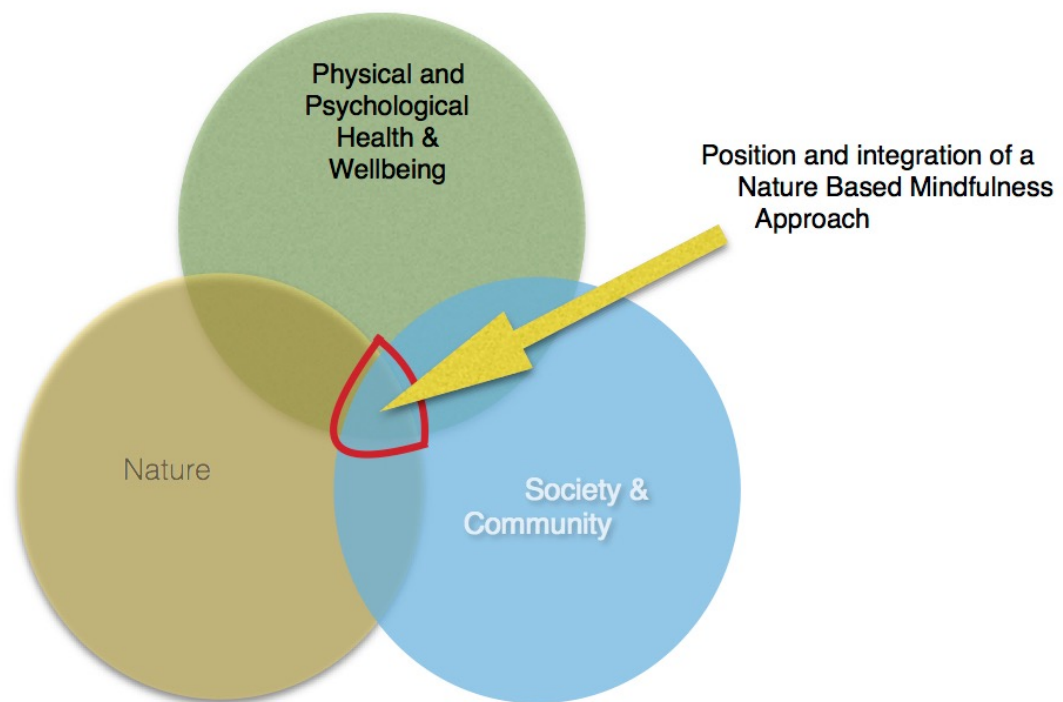 Physical and
Psychological
Health &
Wellbeing
Position and integration of a
Nature Based Mindfulness
Approach
Nature
Society &
Community